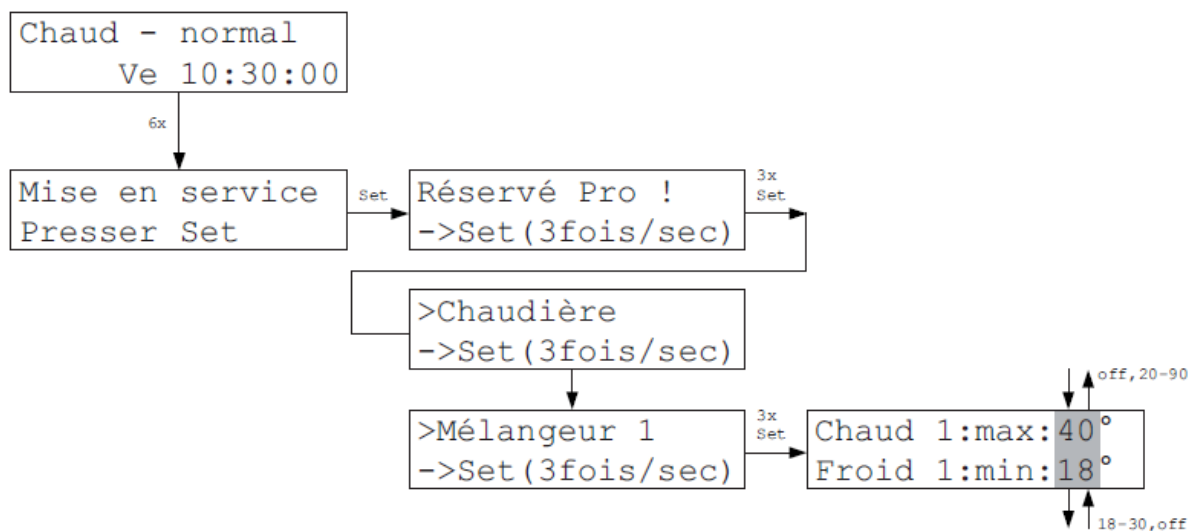 Chaud - normal
Ve 10:30:00
6x
Mise en service
Presser Set
Set
Réservé Pro !
->Set(3fois/sec)
3x
Set
>Chaudière
->Set(3fois/sec)
>Mélangeur 1
->Set(3fois/sec)
3x
Set
off,20-90
Chaud 1:max:40°
Froid 1:min:18°
18-30,off